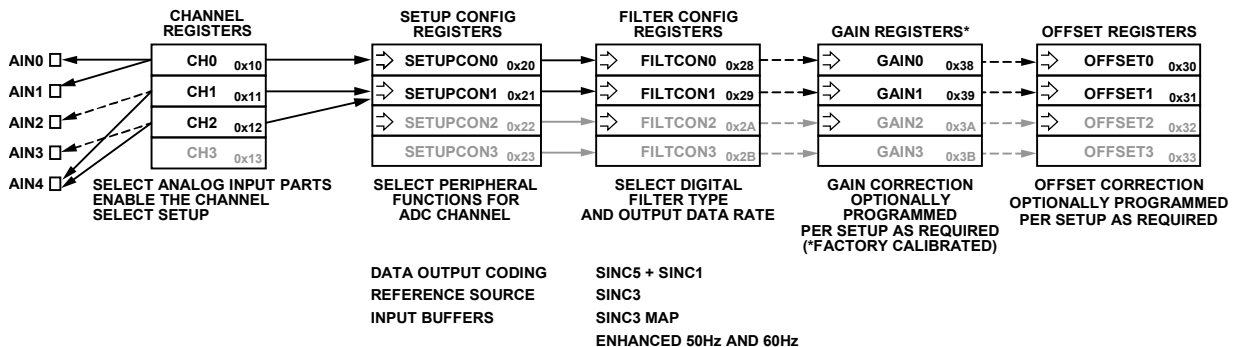 CHANNEL
REGISTERS
SETUP CONFIG
REGISTERS
FILTER CONFIG
REGISTERS
GAIN REGISTERS*
OFFSET REGISTERS
AIN0
AIN1
AIN2
AIN3
AIN4
CH0 0x10
CH1 0x11
CH2 0x12
CH3 0x13
SETUPCON0 0x20
SETUPCON1 0x21
SETUPCON2 0x22
SETUPCON3 0x23
FILTCON0 0x28
FILTCON1 0x29
FILTCON2 0x2A
FILTCON3 0x2B
GAIN0 0x38
GAIN1 0x39
GAIN2 0x3A
GAIN3 0x3B
OFFSET0 0x30
OFFSET1 0x31
OFFSET2 0x32
OFFSET3 0x33
SELECT ANALOG INPUT PARTS
ENABLE THE CHANNEL
SELECT SETUP
SELECT PERIPHERAL
FUNCTIONS FOR
ADC CHANNEL
SELECT DIGITAL
FILTER TYPE
AND OUTPUT DATA RATE
GAIN CORRECTION
OPTIONALLY
PROGRAMMED
PER SETUP AS REQUIRED
(*FACTORY CALIBRATED)
OFFSET CORRECTION
OPTIONALLY PROGRAMMED
PER SETUP AS REQUIRED
DATA OUTPUT CODING
REFERENCE SOURCE
INPUT BUFFERS
SINC5 + SINC1
SINC3
SINC3 MAP
ENHANCED 50Hz AND 60Hz